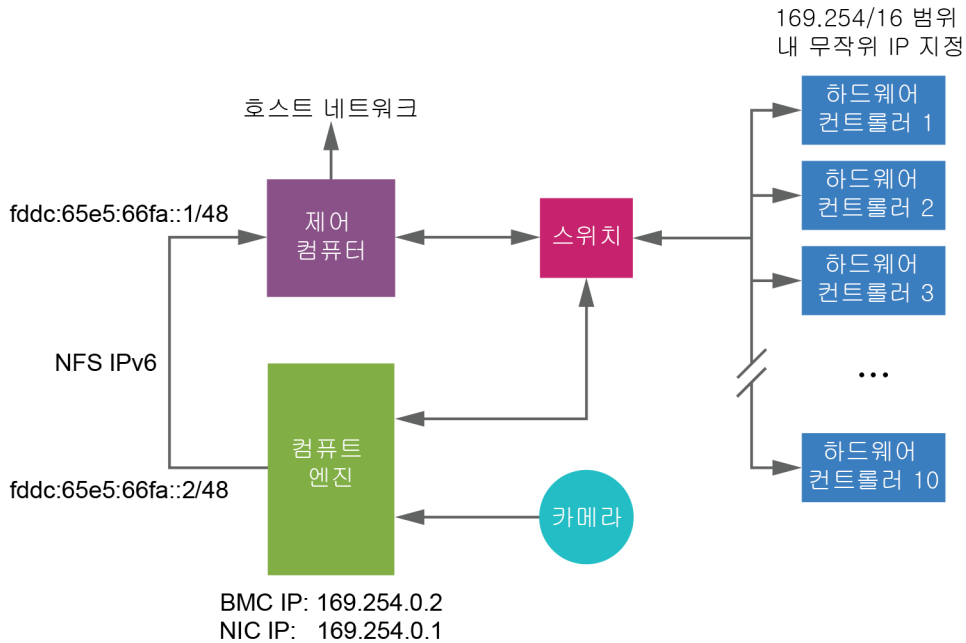 169.254/16 범위
내 무작위 IP 지정
호스트 네트워크
하드웨어
컨트롤러 1
하드웨어
컨트롤러 2
fddc:65e5:66fa::1/48
제어
컴퓨터
스위치
하드웨어
컨트롤러 3
NFS IPv6
...
컴퓨트
엔진
하드웨어
컨트롤러 10
fddc:65e5:66fa::2/48
카메라
BMC IP: 169.254.0.2
NIC IP: 169.254.0.1